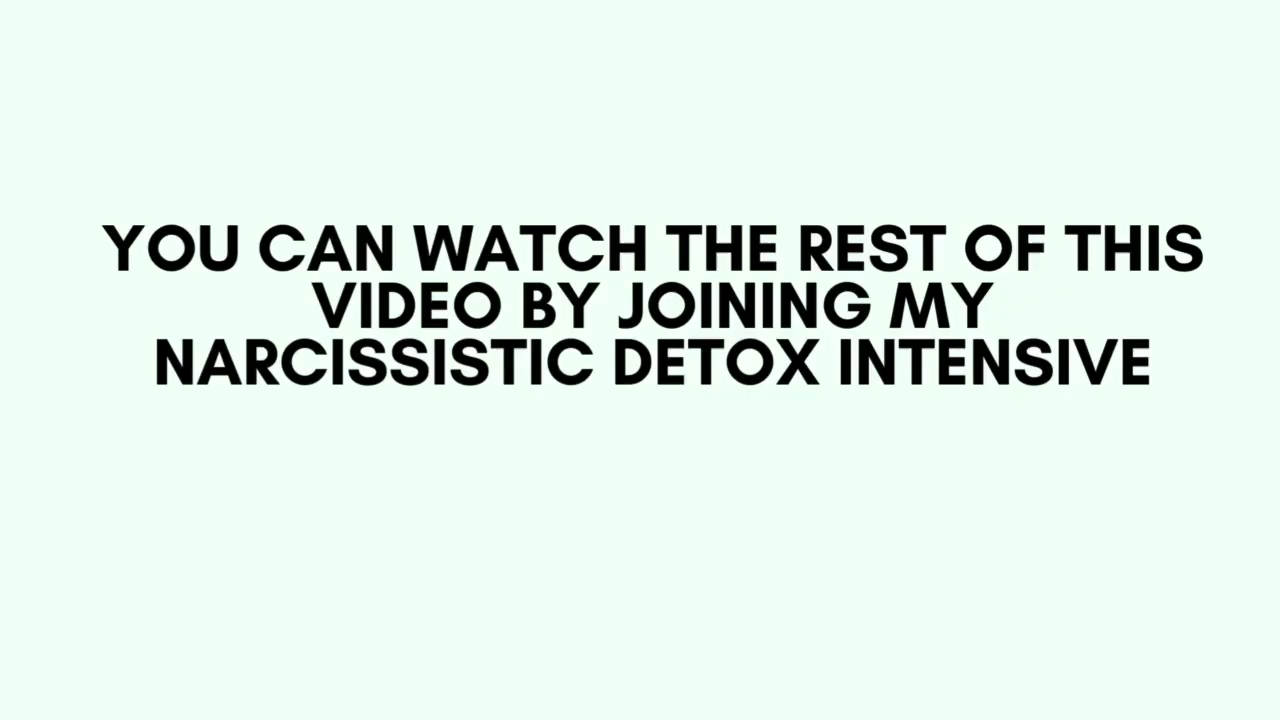 YOU CAN WATCH THE REST OF THIS
VIDEO BY JOINING MY
NARCISSISTIC DETOX INTENSIVE